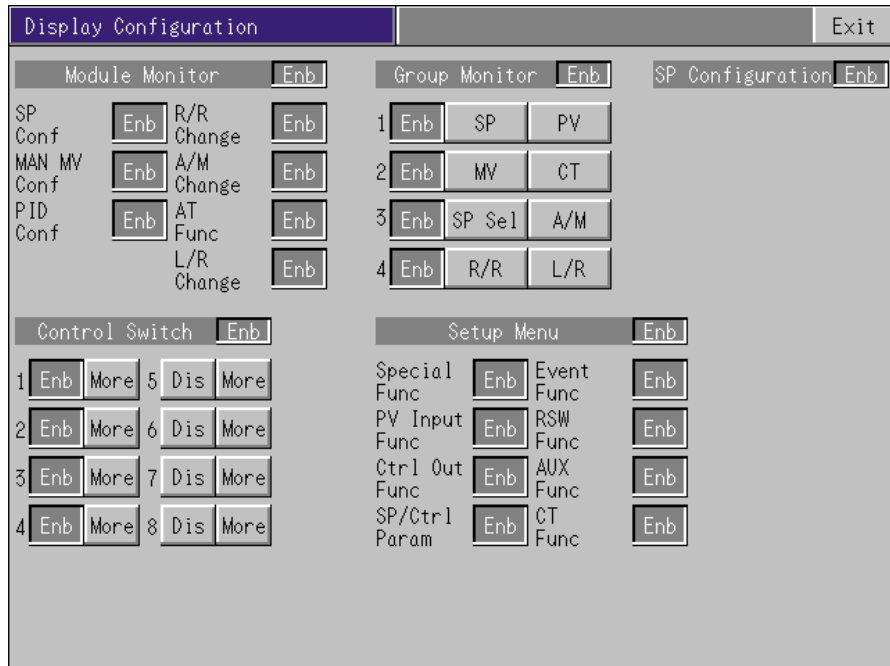 Display Configuration Exit
Module Monitor Enb
SP Conf Enb R/R Change Enb
MAN MV Conf Enb A/M Change Enb
PID Conf Enb AT Func Enb
L/R Change Enb
Group Monitor Enb
1 Enb SP PV
2 Enb MV CT
3 Enb SP Sel A/M
4 Enb R/R L/R
SP Configuration Enb
Control Switch Enb
1 Enb More 5 Dis More
2 Enb More 6 Dis More
3 Enb More 7 Dis More
4 Enb More 8 Dis More
Setup Menu Enb
Special Func Enb Event Func Enb
PV Input Func Enb RSW Func Enb
Ctrl Out Func Enb AUX Func Enb
SP/Ctrl Param Enb CT Func Enb